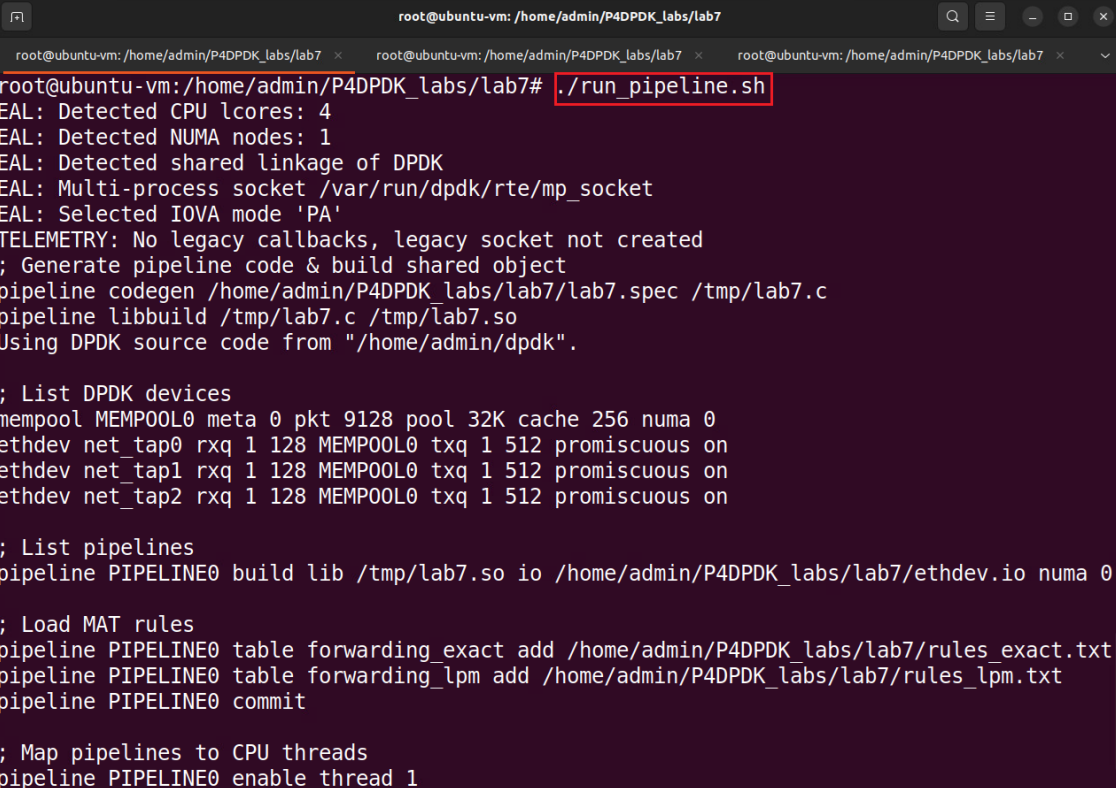 root@ubuntu-vm: /home/admin/P4DPDK_labs/lab7
root@ubuntu-vm: /home/admin/P4DPDK_labs/lab7 root@ubuntu-vm: /home/admin/P4DPDK_labs/lab7 root@ubuntu-vm: /home/admin/P4DPDK_labs/lab7
root@ubuntu-vm:/home/admin/P4DPDK_labs/lab7# ./run_pipeline.sh
EAL: Detected CPU lcores: 4
EAL: Detected NUMA nodes: 1
EAL: Detected shared linkage of DPDK
EAL: Multi-process socket /var/run/dpdk/rte/mp_socket
EAL: Selected IOVA mode 'PA'
TELEMETRY: No legacy callbacks, legacy socket not created
; Generate pipeline code & build shared object
pipeline codegen /home/admin/P4DPDK_labs/lab7/lab7.spec /tmp/lab7.c
pipeline libbuild /tmp/lab7.c /tmp/lab7.so
Using DPDK source code from "/home/admin/dpdk".
; List DPDK devices
mempool MEMPOOL0 meta 0 pkt 9128 pool 32K cache 256 numa 0
ethdev net_tap0 rxq 1 128 MEMPOOL0 txq 1 512 promiscuous on
ethdev net_tap1 rxq 1 128 MEMPOOL0 txq 1 512 promiscuous on
ethdev net_tap2 rxq 1 128 MEMPOOL0 txq 1 512 promiscuous on
; List pipelines
pipeline PIPELINE0 build lib /tmp/lab7.so io /home/admin/P4DPDK_labs/lab7/ethdev.io numa 0
; Load MAT rules
pipeline PIPELINE0 table forwarding_exact add /home/admin/P4DPDK_labs/lab7/rules_exact.txt
pipeline PIPELINE0 table forwarding_lpm add /home/admin/P4DPDK_labs/lab7/rules_lpm.txt
pipeline PIPELINE0 commit
; Map pipelines to CPU threads
pipeline PIPELINE0 enable thread 1